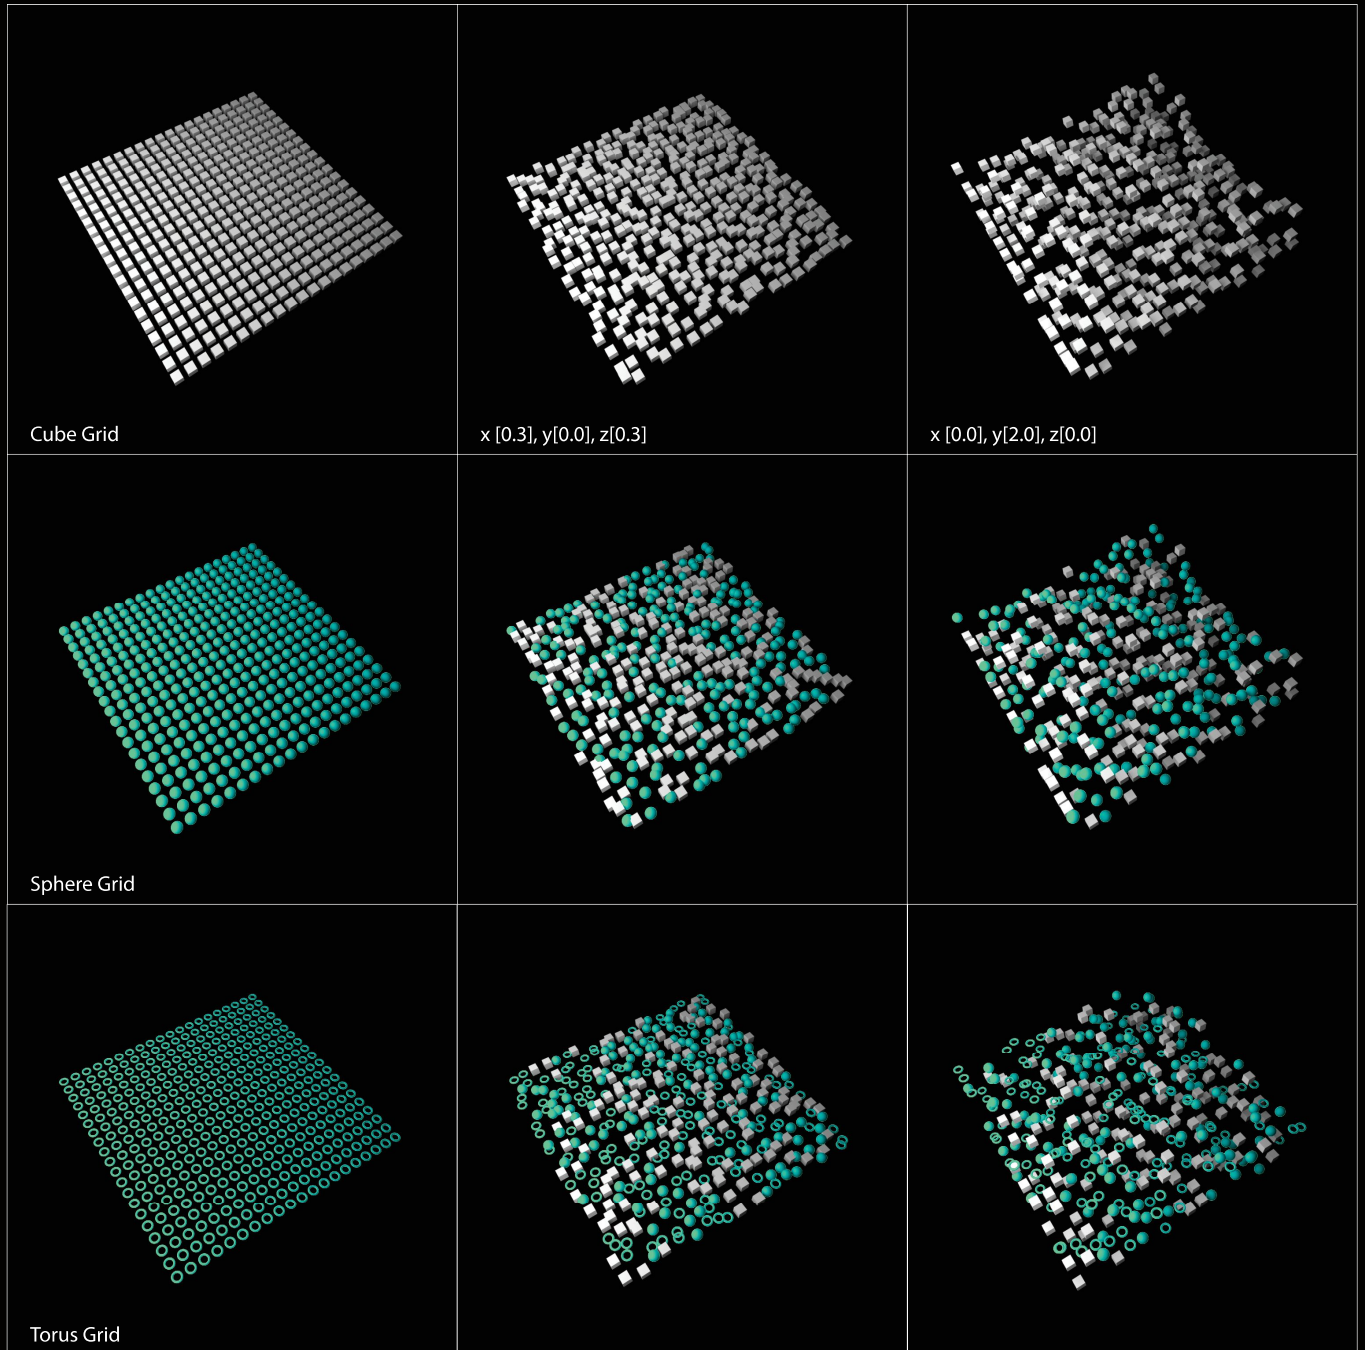 Cube Grid
x [0.3], y[0.0], z[0.3]
x [0.0], y[2.0], z[0.0]
Sphere Grid
Torus Grid